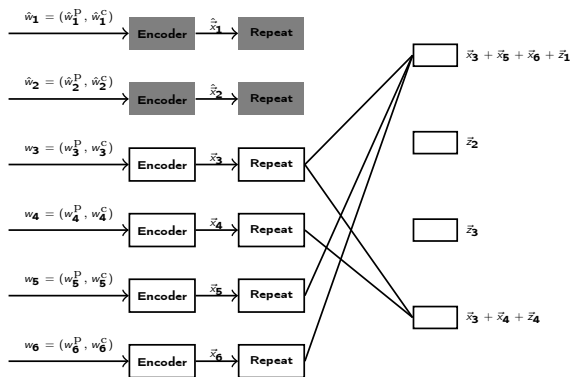 ŵ₁ = (ŵ₁ᵖ, ŵ₁ᶜ) Encoder x̂⃗₁ Repeat
x⃗₃ + x⃗₅ + x⃗₆ + z⃗₁
ŵ₂ = (ŵ₂ᵖ, ŵ₂ᶜ) Encoder x̂⃗₂ Repeat
z⃗₂
w₃ = (w₃ᵖ, w₃ᶜ) Encoder x⃗₃ Repeat
w₄ = (w₄ᵖ, w₄ᶜ) Encoder x⃗₄ Repeat
z⃗₃
w₅ = (w₅ᵖ, w₅ᶜ) Encoder x⃗₅ Repeat
x⃗₃ + x⃗₄ + z⃗₄
w₆ = (w₆ᵖ, w₆ᶜ) Encoder x⃗₆ Repeat